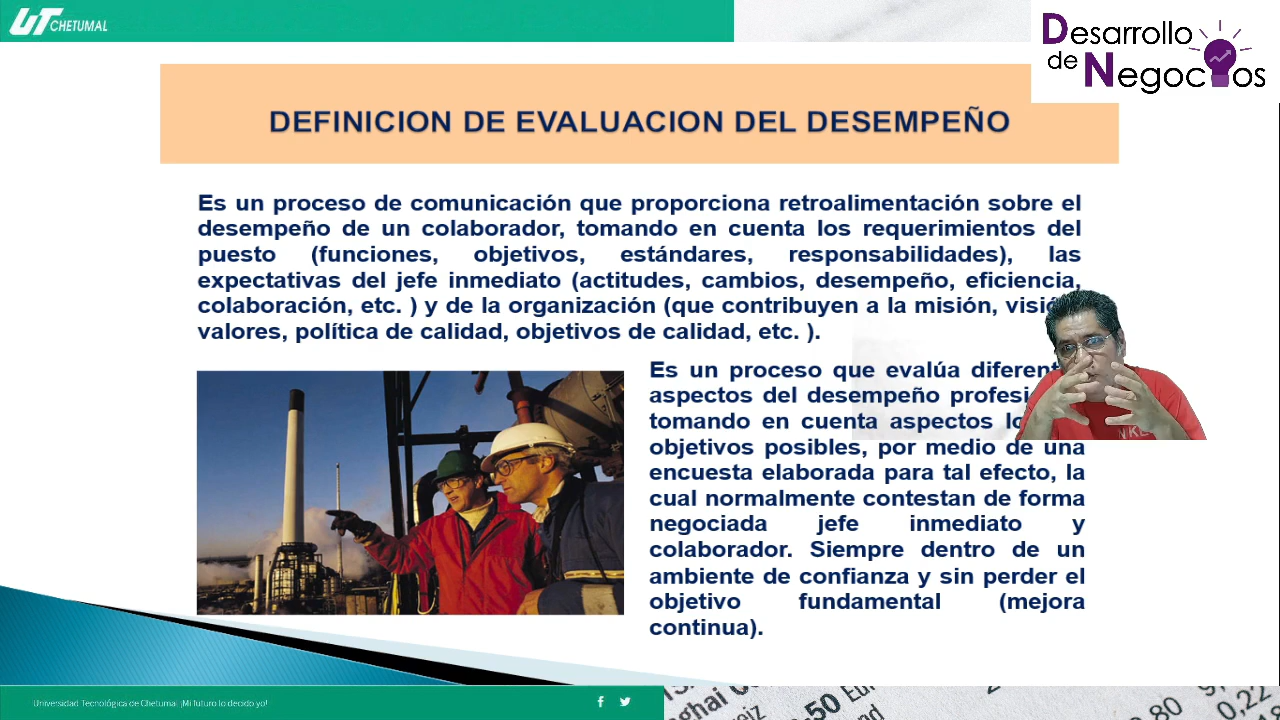 UT CHETUMAL
Desarrollo
de Negocios
DEFINICION DE EVALUACION DEL DESEMPEÑO
Es un proceso de comunicación que proporciona retroalimentación sobre el
desempeño de un colaborador, tomando en cuenta los requerimientos del
puesto (funciones, objetivos, estándares, responsabilidades), las
expectativas del jefe inmediato (actitudes, cambios, desempeño, eficiencia,
colaboración, etc. ) y de la organización (que contribuyen a la misión,
valores, política de calidad, objetivos de calidad, etc. ).
Es un proceso que evalúa
aspectos del desempeño
tomando en cuenta aspectos
objetivos posibles, por medio de una
encuesta elaborada para tal efecto, la
cual normalmente contestan de forma
negociada jefe inmediato y
colaborador. Siempre dentro de un
ambiente de confianza y sin perder el
objetivo fundamental (mejora
continua).
Universidad Tecnológica de Chetumal ¡Mi futuro lo decido yo!